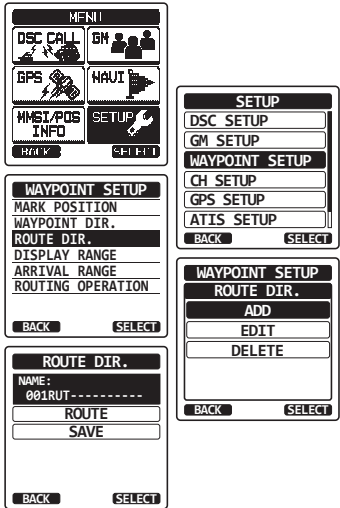 MENU
DSC CALL
GM
GPS
NAVI
MMSI/POS
INFO
SETUP
BACK
SELECT
SETUP
DSC SETUP
GM SETUP
WAYPOINT SETUP
CH SETUP
GPS SETUP
ATIS SETUP
BACK
SELECT
WAYPOINT SETUP
MARK POSITION
WAYPOINT DIR.
ROUTE DIR.
DISPLAY RANGE
ARRIVAL RANGE
ROUTING OPERATION
BACK
SELECT
WAYPOINT SETUP
ROUTE DIR.
ADD
EDIT
DELETE
BACK
SELECT
ROUTE DIR.
NAME:
001RUT----------
ROUTE
SAVE
BACK
SELECT